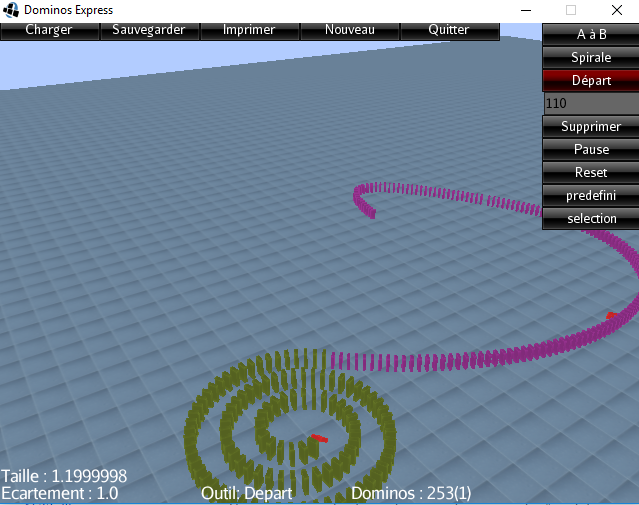 Dominos Express
Charger Sauvegarder Imprimer Nouveau Quitter
A à B
Spirale
Départ
110
Supprimer
Pause
Reset
predefini
selection
Taille : 1.1999998
Ecartement : 1.0 Outil: Depart Dominos : 253(1)